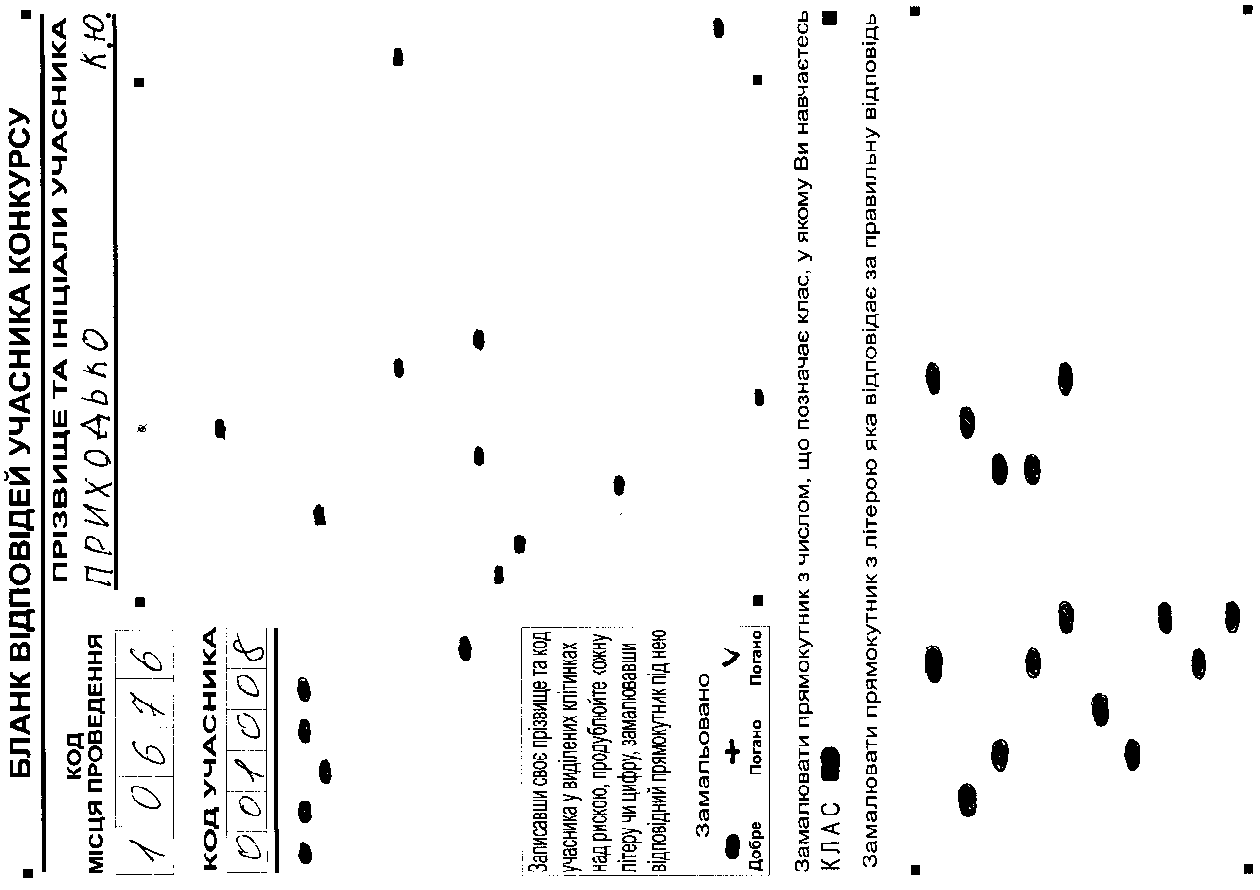 БЛАНК ВІДПОВІДЕЙ УЧАСНИКА КОНКУРСУ
КОД
МІСЦЯ ПРОВЕДЕННЯ
10676
ПРІЗВИЩЕ ТА ІНІЦІАЛИ УЧАСНИКА
ПРИХОДЬКО К.Ю.
КОД УЧАСНИКА
001008
Записавши своє прізвище та код
учасника у виділених клітинках
над рискою, продублюйте кожну
літеру чи цифру, замалювавши
відповідний прямокутник під нею
Замальовано
Добре Погано Погано
Замалювати прямокутник з числом, що позначає клас, у якому Ви навчаєтесь
КЛАС
Замалювати прямокутник з літерою яка відповідає за правильну відповідь